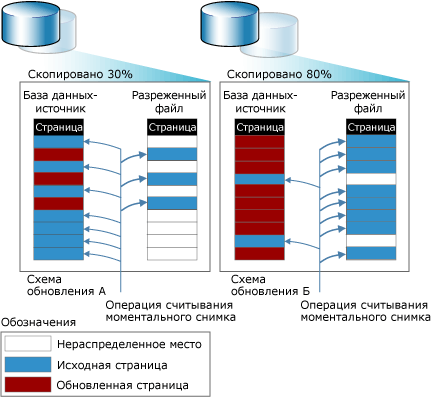 Скопировано 30%
База данных-
источник
Разреженный
файл
Страница
Страница
Схема
обновления А
Операция считывания
моментального снимка
Скопировано 80%
База данных-
источник
Разреженный
файл
Страница
Страница
Схема
обновления Б
Операция считывания
моментального снимка
Обозначения
Нераспределенное место
Исходная страница
Обновленная страница